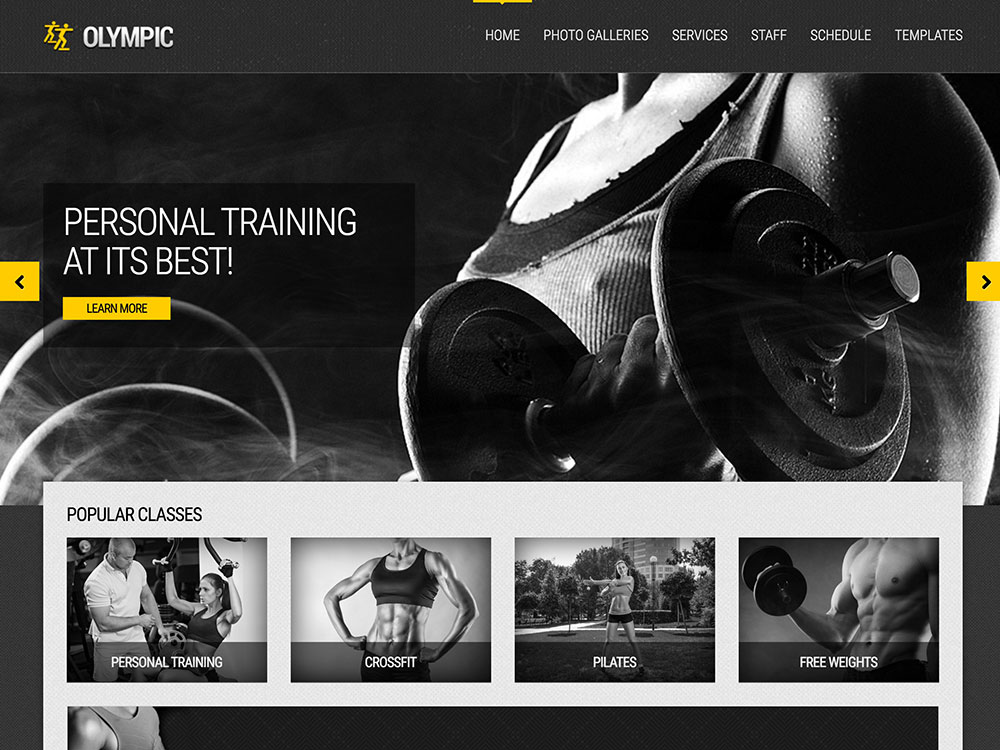 OLYMPIC
HOME PHOTO GALLERIES SERVICES STAFF SCHEDULE TEMPLATES
PERSONAL TRAINING
AT ITS BEST!
LEARN MORE
POPULAR CLASSES
PERSONAL TRAINING
CROSSFIT
PILATES
FREE WEIGHTS